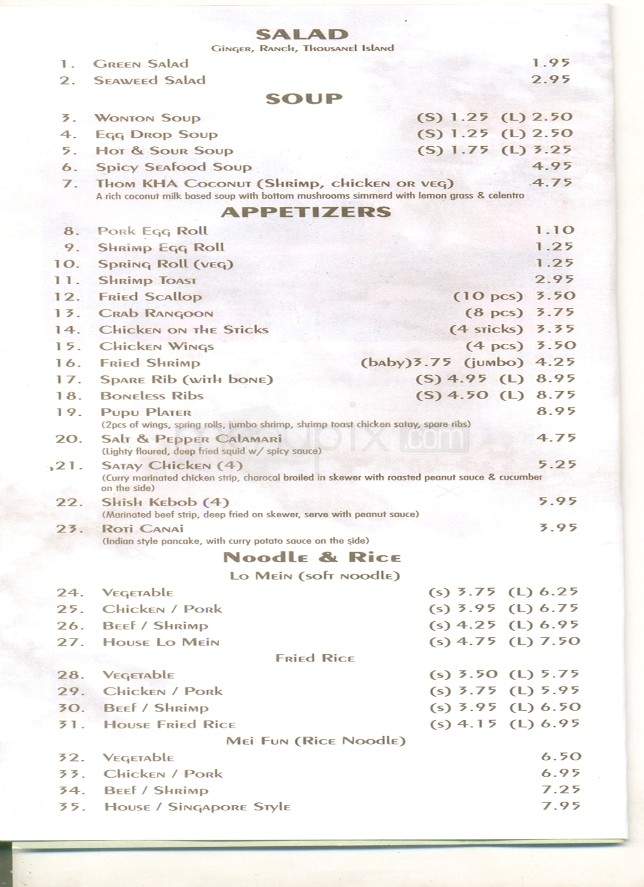 SALAD
Ginger, Ranch, Thousanel Island
1. Green Salad 1.95
2. Seaweed Salad 2.95
SOUP
3. Wonton Soup (S) 1.25 (L) 2.50
4. Egg Drop Soup (S) 1.25 (L) 2.50
5. Hot & Sour Soup (S) 1.75 (L) 3.25
6. Spicy Seafood Soup 4.95
7. Thom KHA Coconut (Shrimp, chicken or veg) 4.75
A rich coconut milk based soup with bottom mushrooms simmerd with lemon grass & celentro
APPETIZERS
8. Pork Egg Roll 1.10
9. Shrimp Egg Roll 1.25
10. Spring Roll (veg) 1.25
11. Shrimp Toast 2.95
12. Fried Scallop (10 pcs) 3.50
13. Crab Rangoon (8 pcs) 3.75
14. Chicken on the Sticks (4 sticks) 3.35
15. Chicken Wings (4 pcs) 3.50
16. Fried Shrimp (baby)3.75 (jumbo) 4.25
17. Spare Rib (with bone) (S) 4.95 (L) 8.95
18. Boneless Ribs (S) 4.50 (L) 8.75
19. Pupu Plater 8.95
(2pcs of wings, spring rolls, jumbo shrimp, shrimp toast chicken satay, spare ribs)
20. Salt & Pepper Calamari 4.75
(Lighty floured, deep fried squid w/ spicy sauce)
21. Satay Chicken (4) 5.25
(Curry marinated chicken strip, charocal broiled in skewer with roasted peanut sauce & cucumber
on the side)
22. Shish Kebob (4) 5.95
(Marinated beef strip, deep fried on skewer, serve with peanut sauce)
23. Roti Canai 3.95
(Indian style pancake, with curry potato sauce on the side)
Noodle & Rice
Lo Mein (soft noodle)
24. Vegetable (s) 3.75 (L) 6.25
25. Chicken / Pork (s) 3.95 (L) 6.75
26. Beef / Shrimp (s) 4.25 (L) 6.95
27. House Lo Mein (s) 4.75 (L) 7.50
Fried Rice
28. Vegetable (s) 3.50 (L) 5.75
29. Chicken / Pork (s) 3.75 (L) 5.95
30. Beef / Shrimp (s) 3.95 (L) 6.50
31. House Fried Rice (s) 4.15 (L) 6.95
Mei Fun (Rice Noodle)
32. Vegetable 6.50
33. Chicken / Pork 6.95
34. Beef / Shrimp 7.25
35. House / Singapore Style 7.95